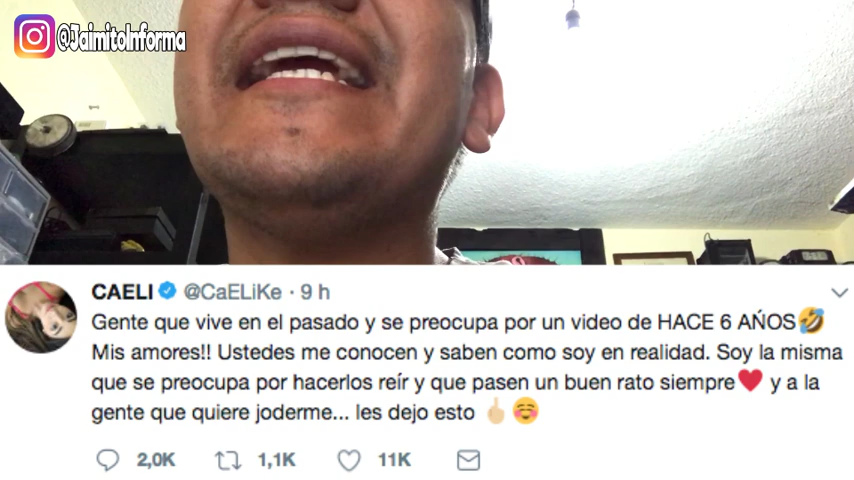 @JaimitoInforma
CAELI @CaELiKe · 9 h
Gente que vive en el pasado y se preocupa por un video de HACE 6 AÑOS🤣
Mis amores!! Ustedes me conocen y saben como soy en realidad. Soy la misma
que se preocupa por hacerlos reír y que pasen un buen rato siempre❤️ y a la
gente que quiere joderme... les dejo esto 🖕🏻☺️
2,0K 1,1K 11K